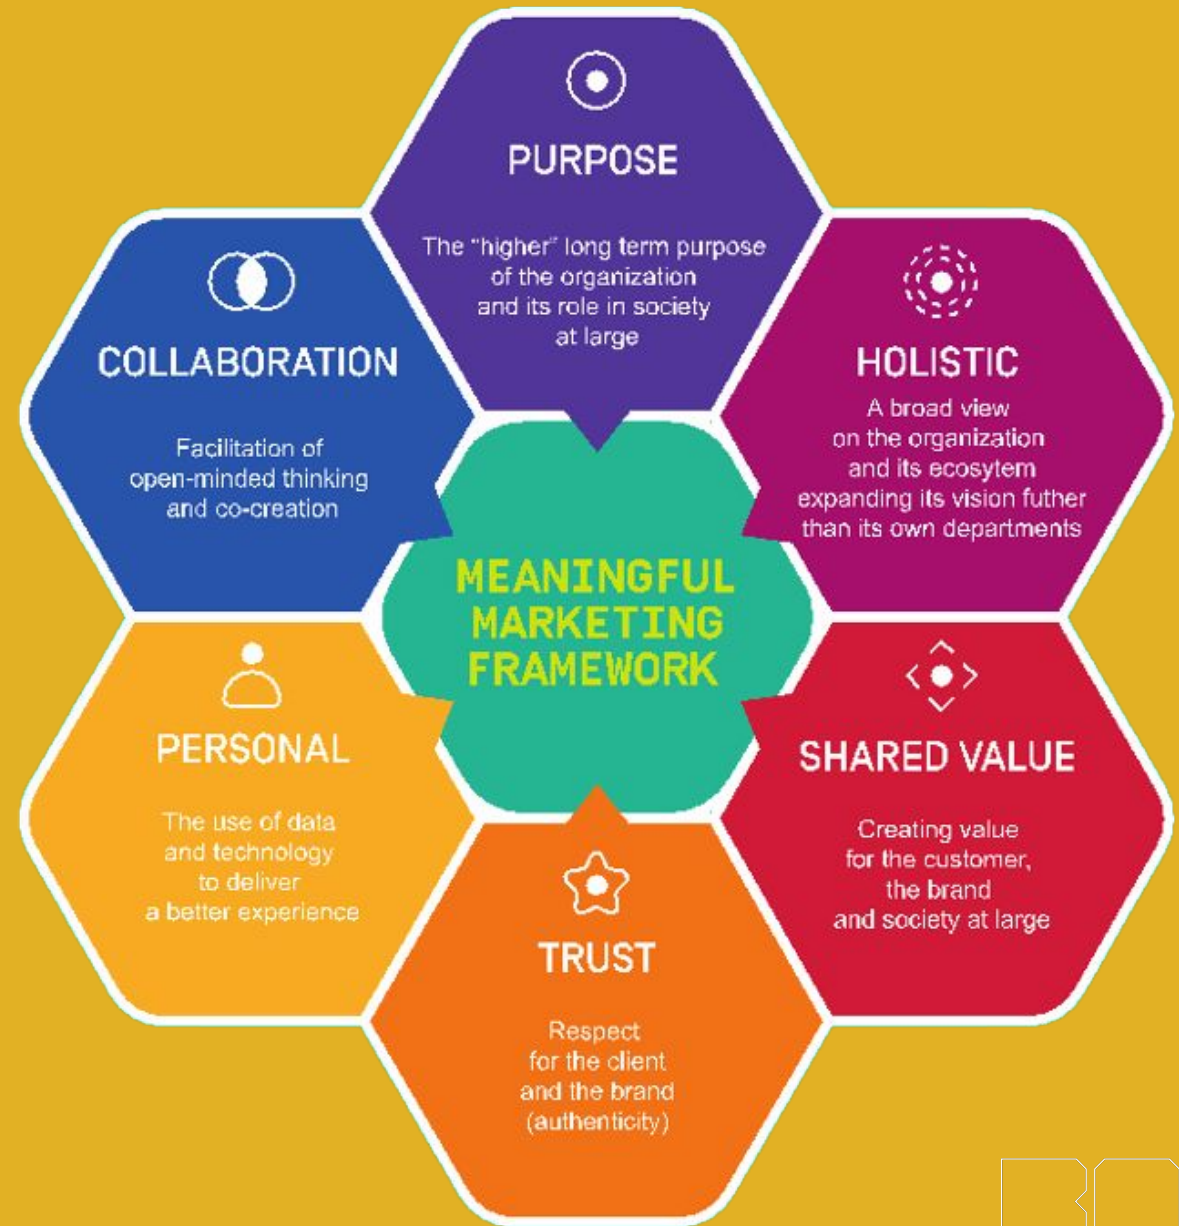 PURPOSE
The "higher" long term purpose
of the organization
and its role in society
at large
HOLISTIC
A broad view
on the organization
and its ecosytem
expanding its vision futher
than its own departments
SHARED VALUE
Creating value
for the customer,
the brand
and society at large
TRUST
Respect
for the client
and the brand
(authenticity)
PERSONAL
The use of data
and technology
to deliver
a better experience
COLLABORATION
Facilitation of
open-minded thinking
and co-creation
MEANINGFUL
MARKETING
FRAMEWORK